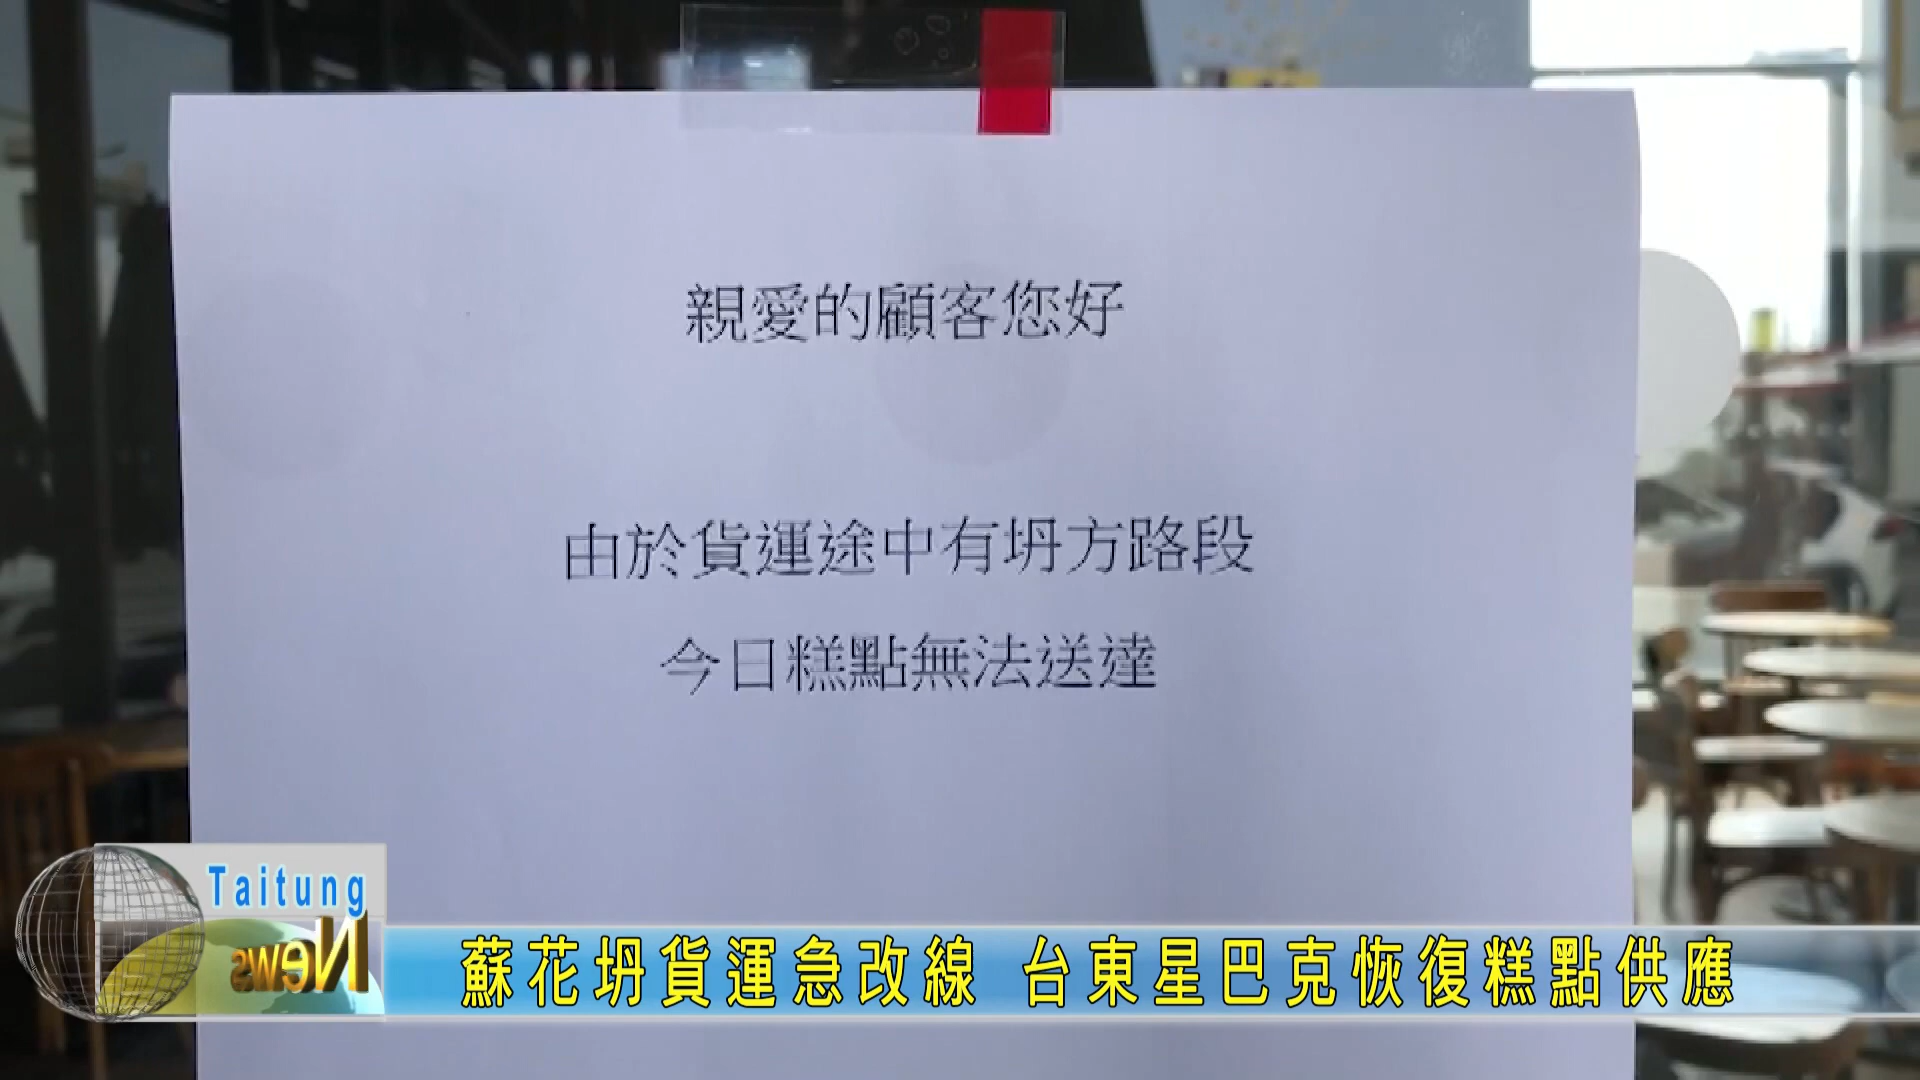 親愛的顧客您好
由於貨運途中有坍方路段
今日糕點無法送達
Taitung
News
蘇花坍貨運急改線 台東星巴克恢復糕點供應